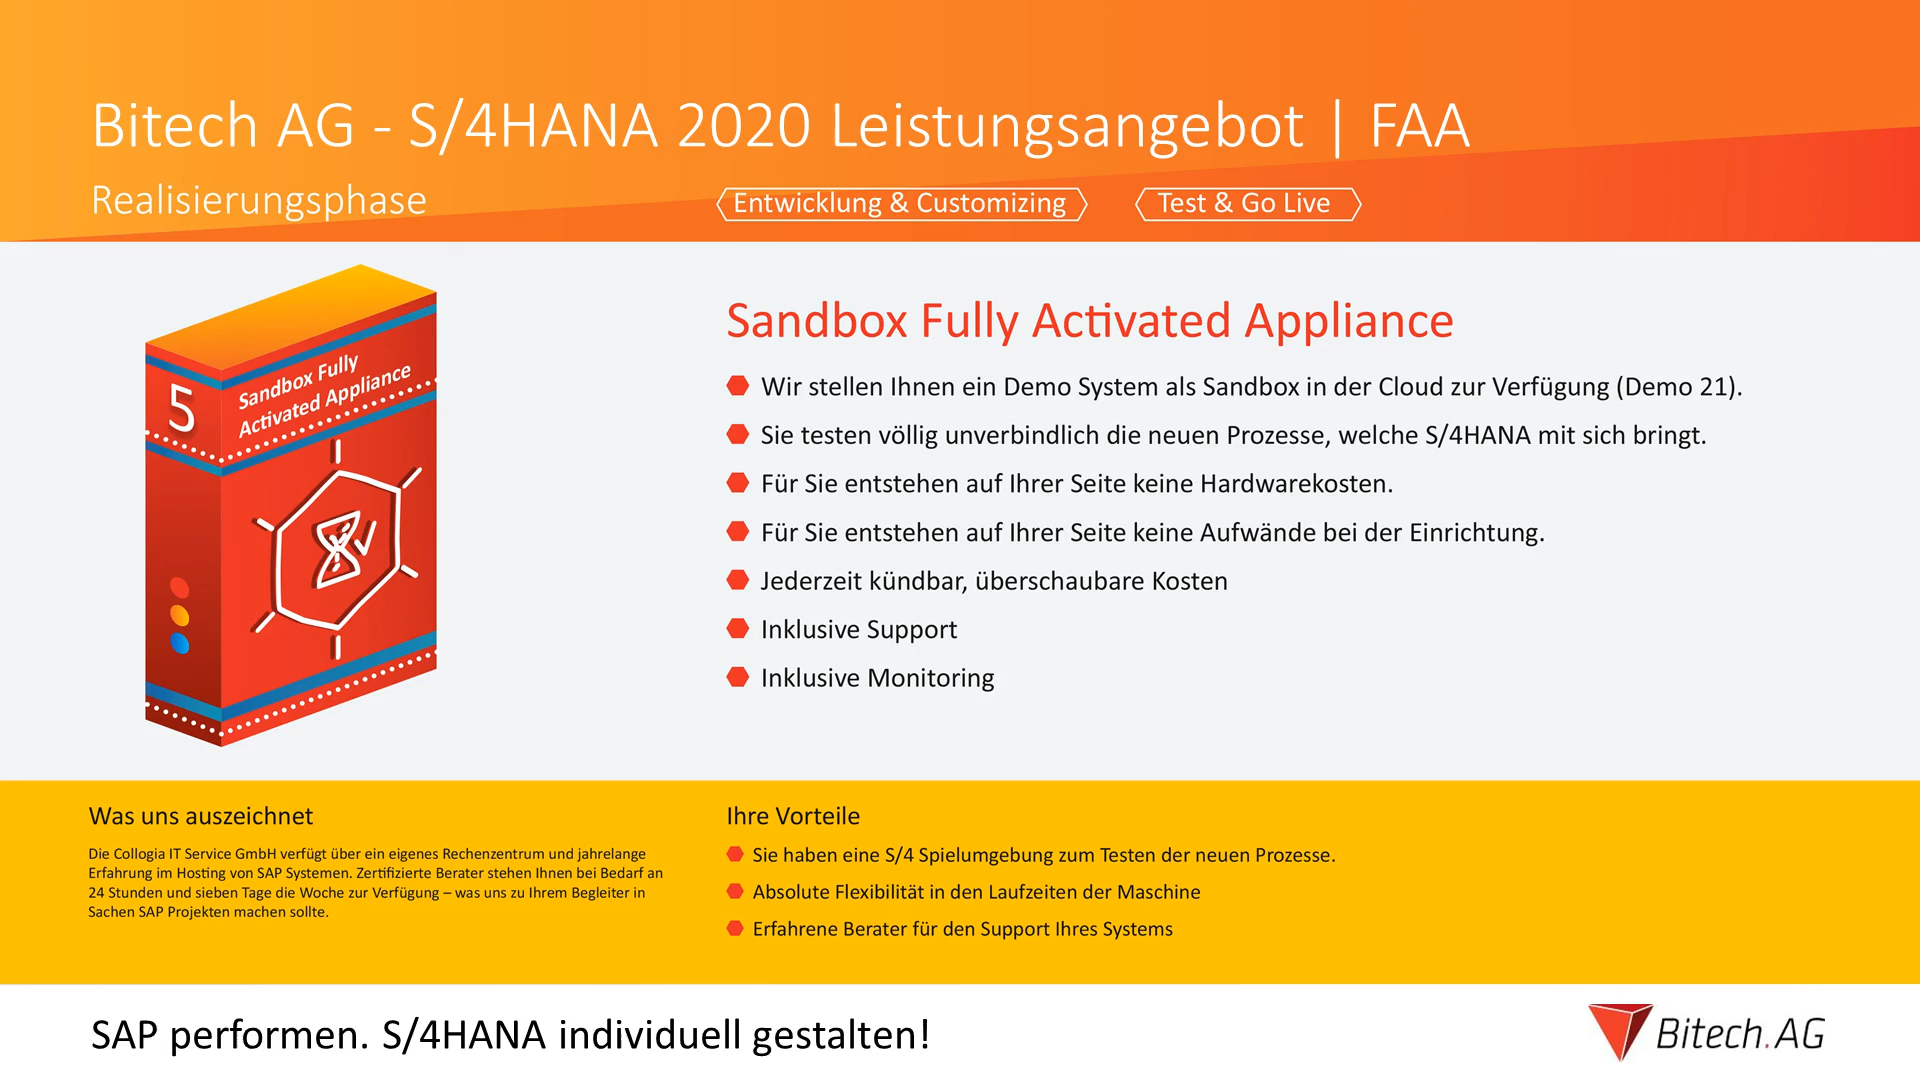 Bitech AG - S/4HANA 2020 Leistungsangebot | FAA
Realisierungsphase
Entwicklung & Customizing
Test & Go Live
5
Sandbox Fully
Activated Appliance
Sandbox Fully Activated Appliance
Wir stellen Ihnen ein Demo System als Sandbox in der Cloud zur Verfügung (Demo 21).
Sie testen völlig unverbindlich die neuen Prozesse, welche S/4HANA mit sich bringt.
Für Sie entstehen auf Ihrer Seite keine Hardwarekosten.
Für Sie entstehen auf Ihrer Seite keine Aufwände bei der Einrichtung.
Jederzeit kündbar, überschaubare Kosten
Inklusive Support
Inklusive Monitoring
Was uns auszeichnet
Die Collogia IT Service GmbH verfügt über ein eigenes Rechenzentrum und jahrelange
Erfahrung im Hosting von SAP Systemen. Zertifizierte Berater stehen Ihnen bei Bedarf an
24 Stunden und sieben Tage die Woche zur Verfügung – was uns zu Ihrem Begleiter in
Sachen SAP Projekten machen sollte.
Ihre Vorteile
Sie haben eine S/4 Spielumgebung zum Testen der neuen Prozesse.
Absolute Flexibilität in den Laufzeiten der Maschine
Erfahrene Berater für den Support Ihres Systems
SAP performen. S/4HANA individuell gestalten!
Bitech.AG